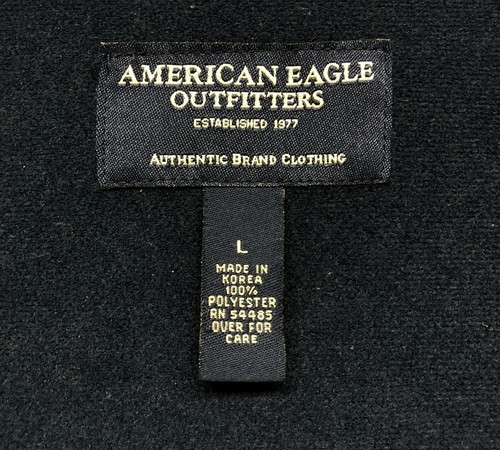 AMERICAN EAGLE
OUTFITTERS
ESTABLISHED 1977
AUTHENTIC BRAND CLOTHING
L
MADE IN
KOREA
100%
POLYESTER
RN 54485
OVER FOR
CARE